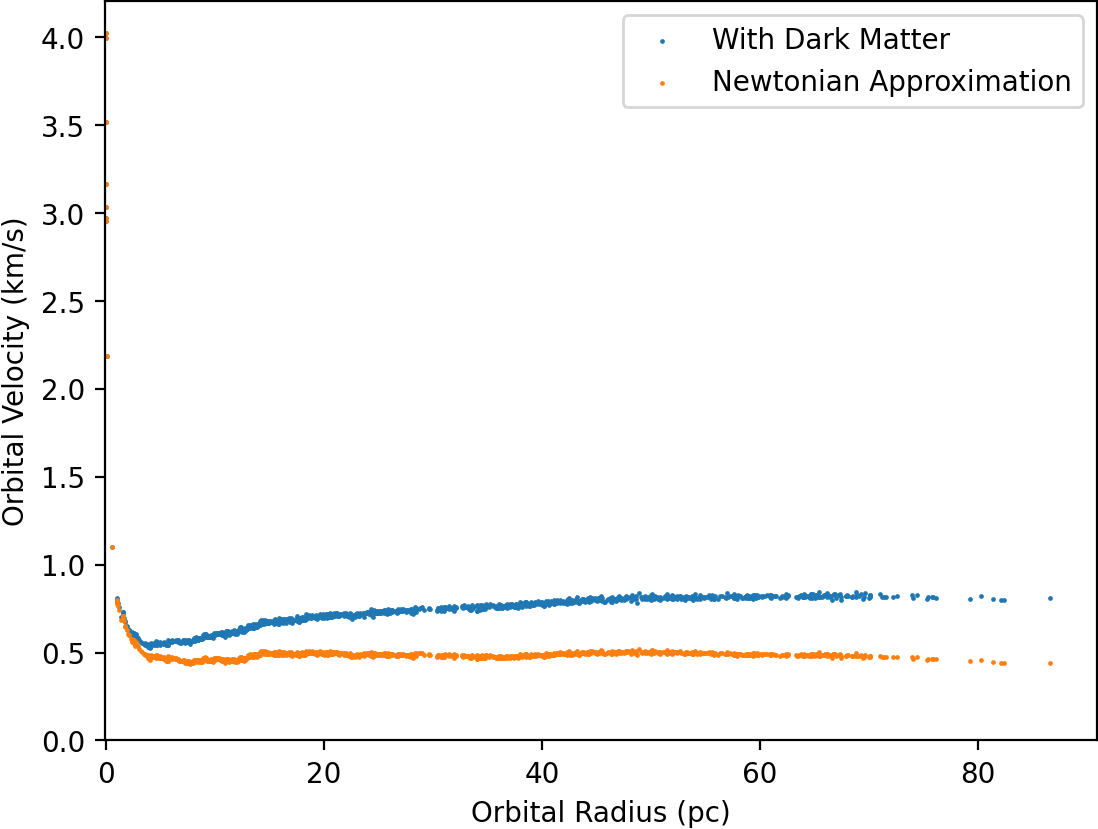 With Dark Matter
Newtonian Approximation
4.0
3.5
3.0
2.5
2.0
1.5
1.0
0.5
0.0
Orbital Velocity (km/s)
0 20 40 60 80
Orbital Radius (pc)